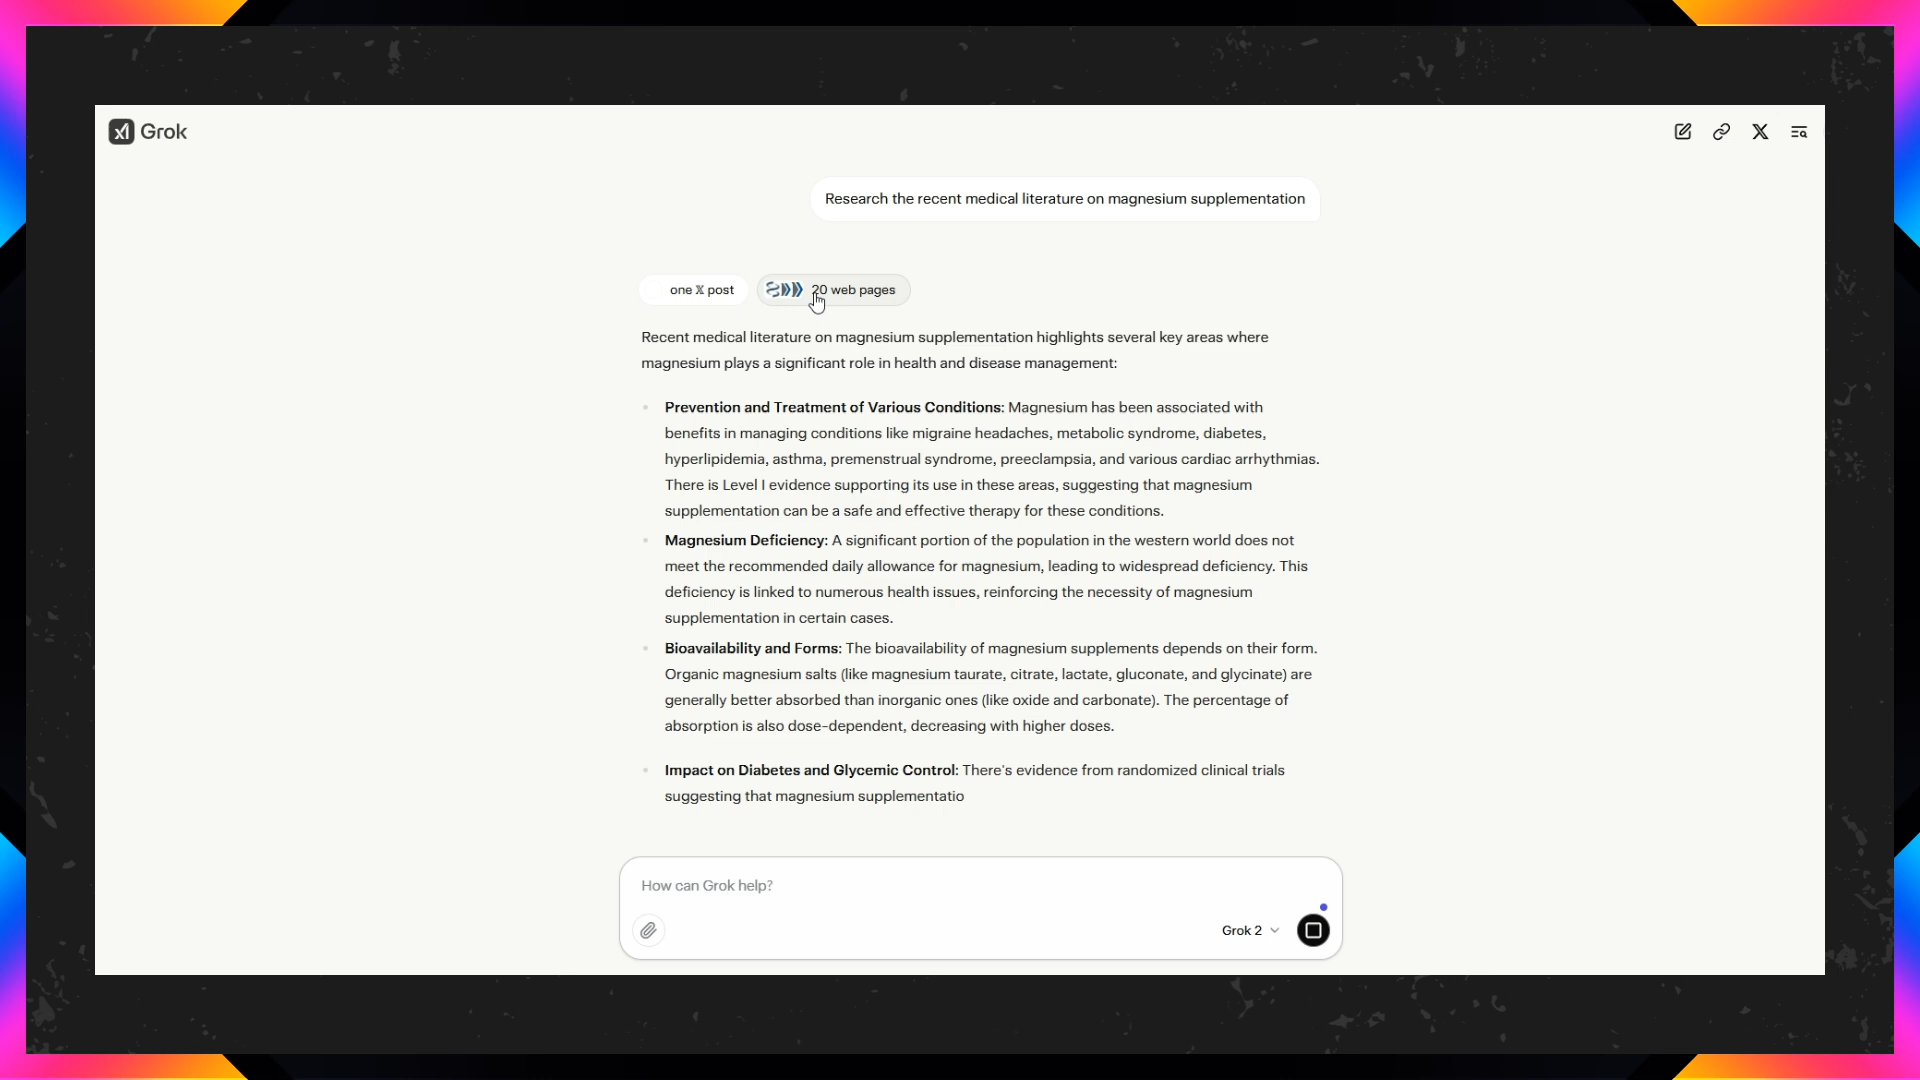 Grok
Research the recent medical literature on magnesium supplementation
one 𝕏 post
20 web pages
Recent medical literature on magnesium supplementation highlights several key areas where
magnesium plays a significant role in health and disease management:
Prevention and Treatment of Various Conditions: Magnesium has been associated with
benefits in managing conditions like migraine headaches, metabolic syndrome, diabetes,
hyperlipidemia, asthma, premenstrual syndrome, preeclampsia, and various cardiac arrhythmias.
There is Level I evidence supporting its use in these areas, suggesting that magnesium
supplementation can be a safe and effective therapy for these conditions.
Magnesium Deficiency: A significant portion of the population in the western world does not
meet the recommended daily allowance for magnesium, leading to widespread deficiency. This
deficiency is linked to numerous health issues, reinforcing the necessity of magnesium
supplementation in certain cases.
Bioavailability and Forms: The bioavailability of magnesium supplements depends on their form.
Organic magnesium salts (like magnesium taurate, citrate, lactate, gluconate, and glycinate) are
generally better absorbed than inorganic ones (like oxide and carbonate). The percentage of
absorption is also dose-dependent, decreasing with higher doses.
Impact on Diabetes and Glycemic Control: There's evidence from randomized clinical trials
suggesting that magnesium supplementatio
How can Grok help?
Grok 2